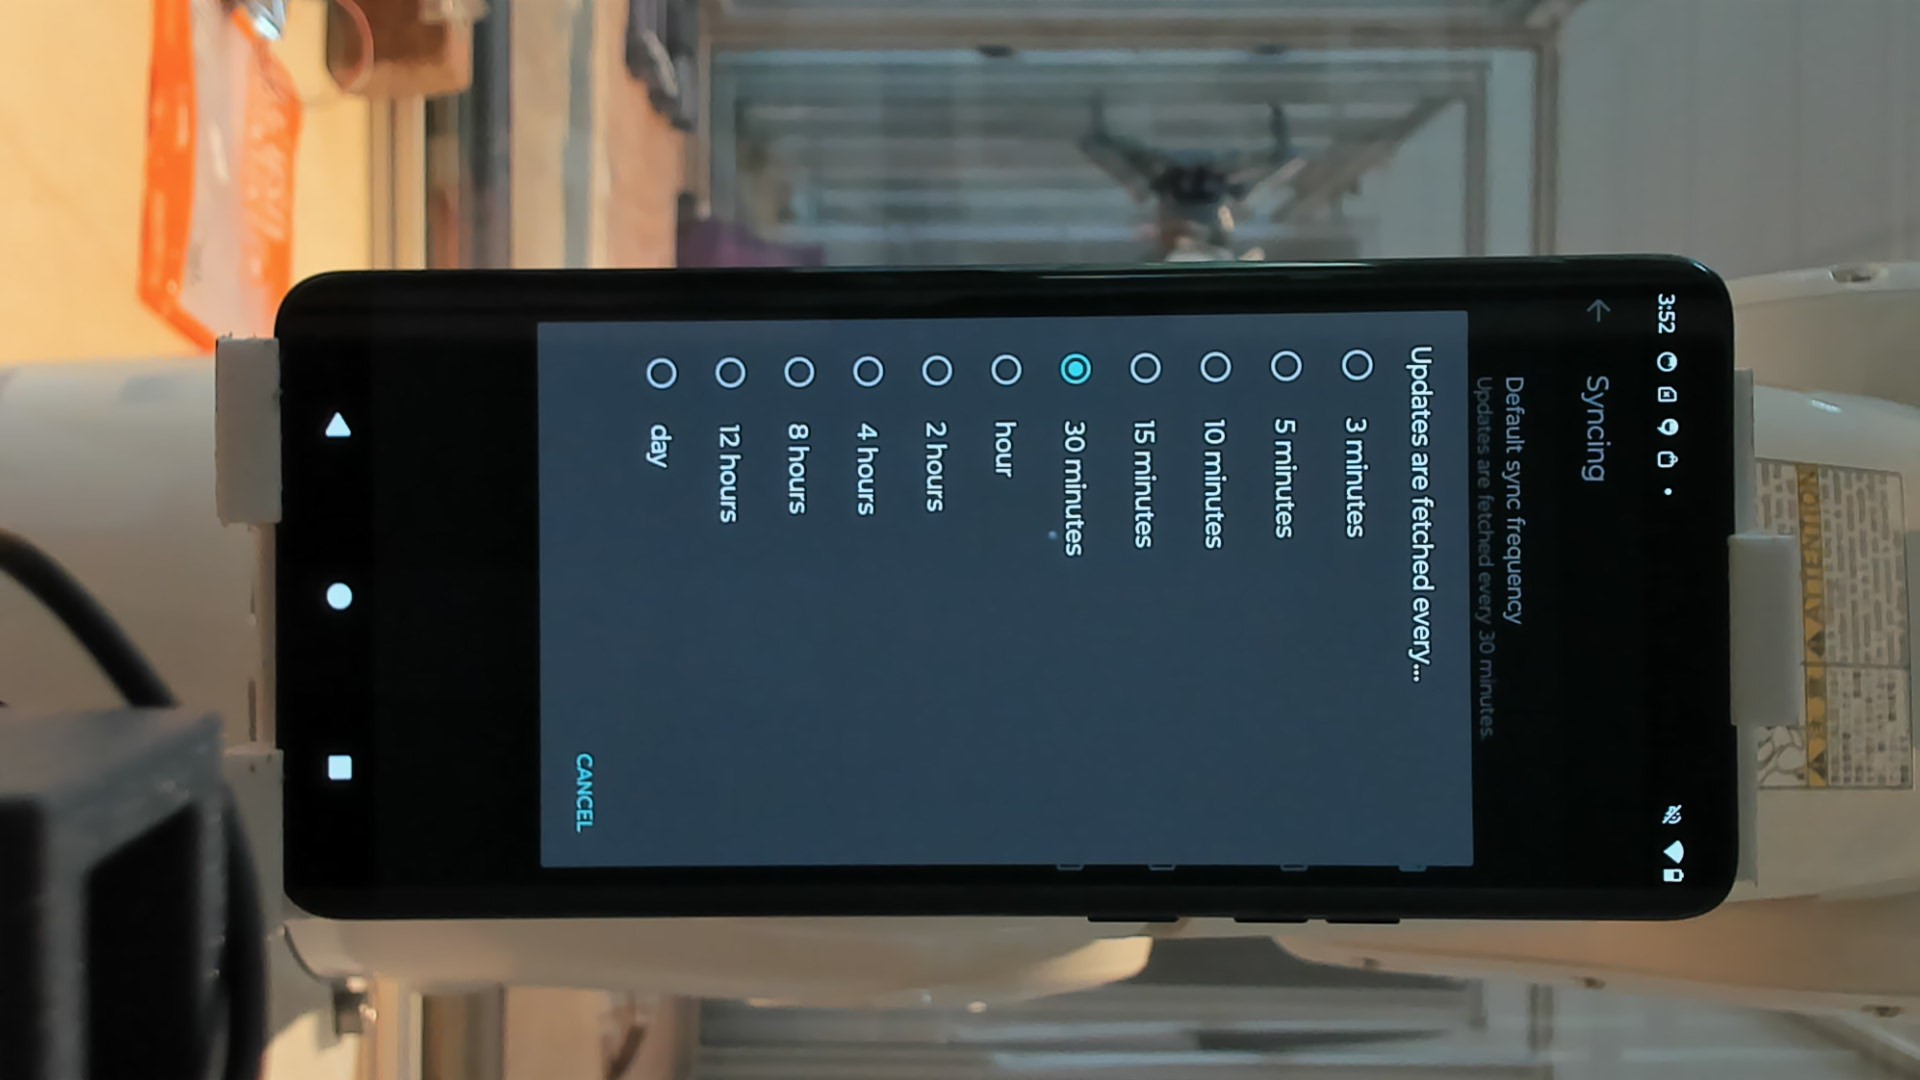 3:52
Syncing
Default sync frequency
Updates are fetched every 30 minutes.
Updates are fetched every...
3 minutes
5 minutes
10 minutes
15 minutes
30 minutes
hour
2 hours
4 hours
8 hours
12 hours
day
CANCEL